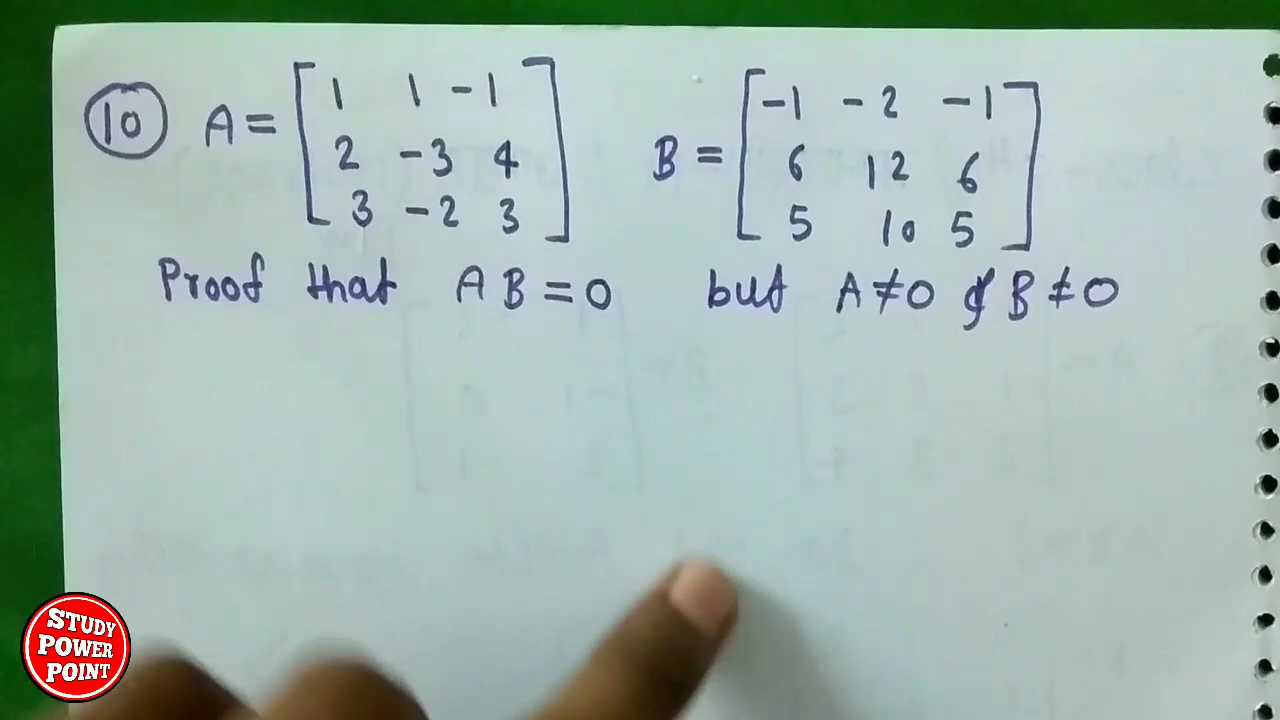 10 A = [ 1 1 -1
2 -3 4
3 -2 3 ]
B = [ -1 -2 -1
6 12 6
5 10 5 ]
Proof that AB = 0 but A ≠ 0 & B ≠ 0
STUDY
POWER
POINT